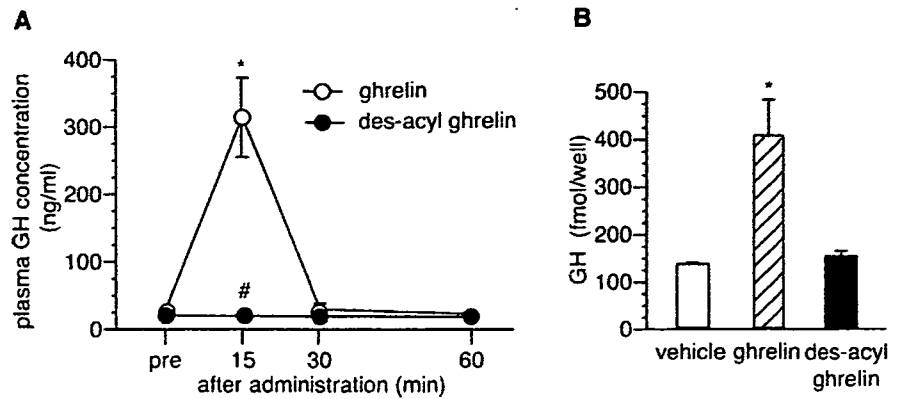 A
plasma GH concentration
(ng/ml)
400
300
200
100
0
*
#
ghrelin
des-acyl ghrelin
pre
15
30
60
after administration (min)
B
GH (fmol/well)
500
400
300
200
100
0
*
vehicle
ghrelin
des-acyl
ghrelin